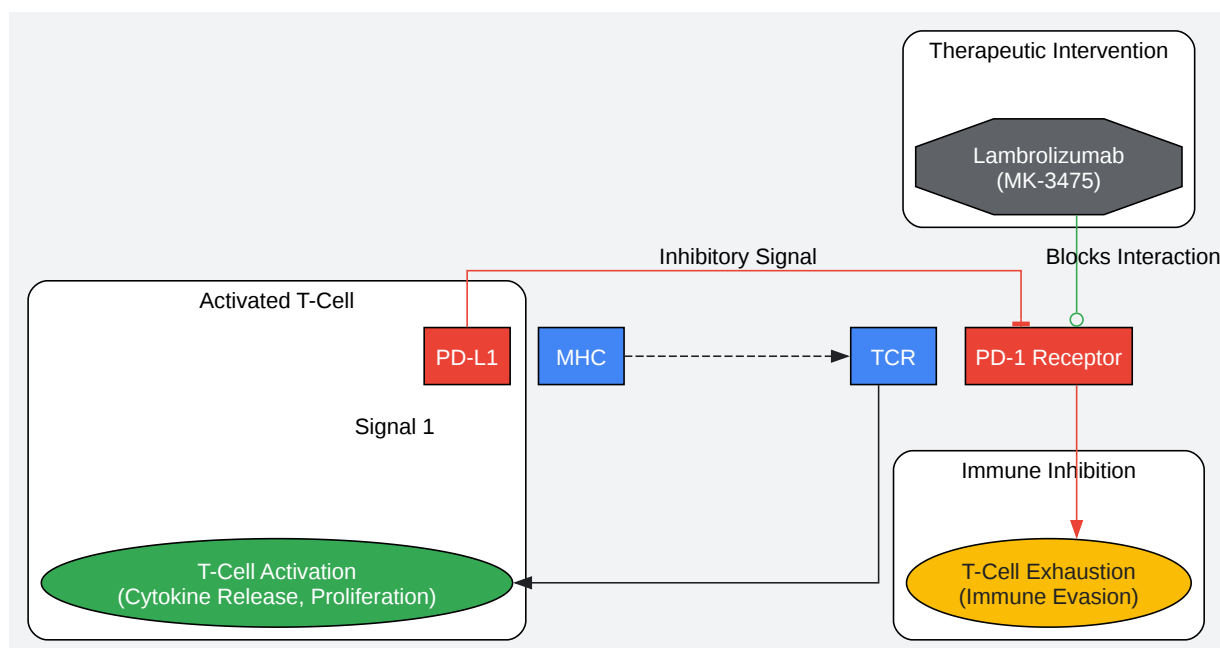 Therapeutic Intervention
Lambrolizumab
(MK-3475)
Inhibitory Signal
Blocks Interaction
Activated T-Cell
PD-L1
MHC
TCR
PD-1 Receptor
Signal 1
Immune Inhibition
T-Cell Activation
(Cytokine Release, Proliferation)
T-Cell Exhaustion
(Immune Evasion)